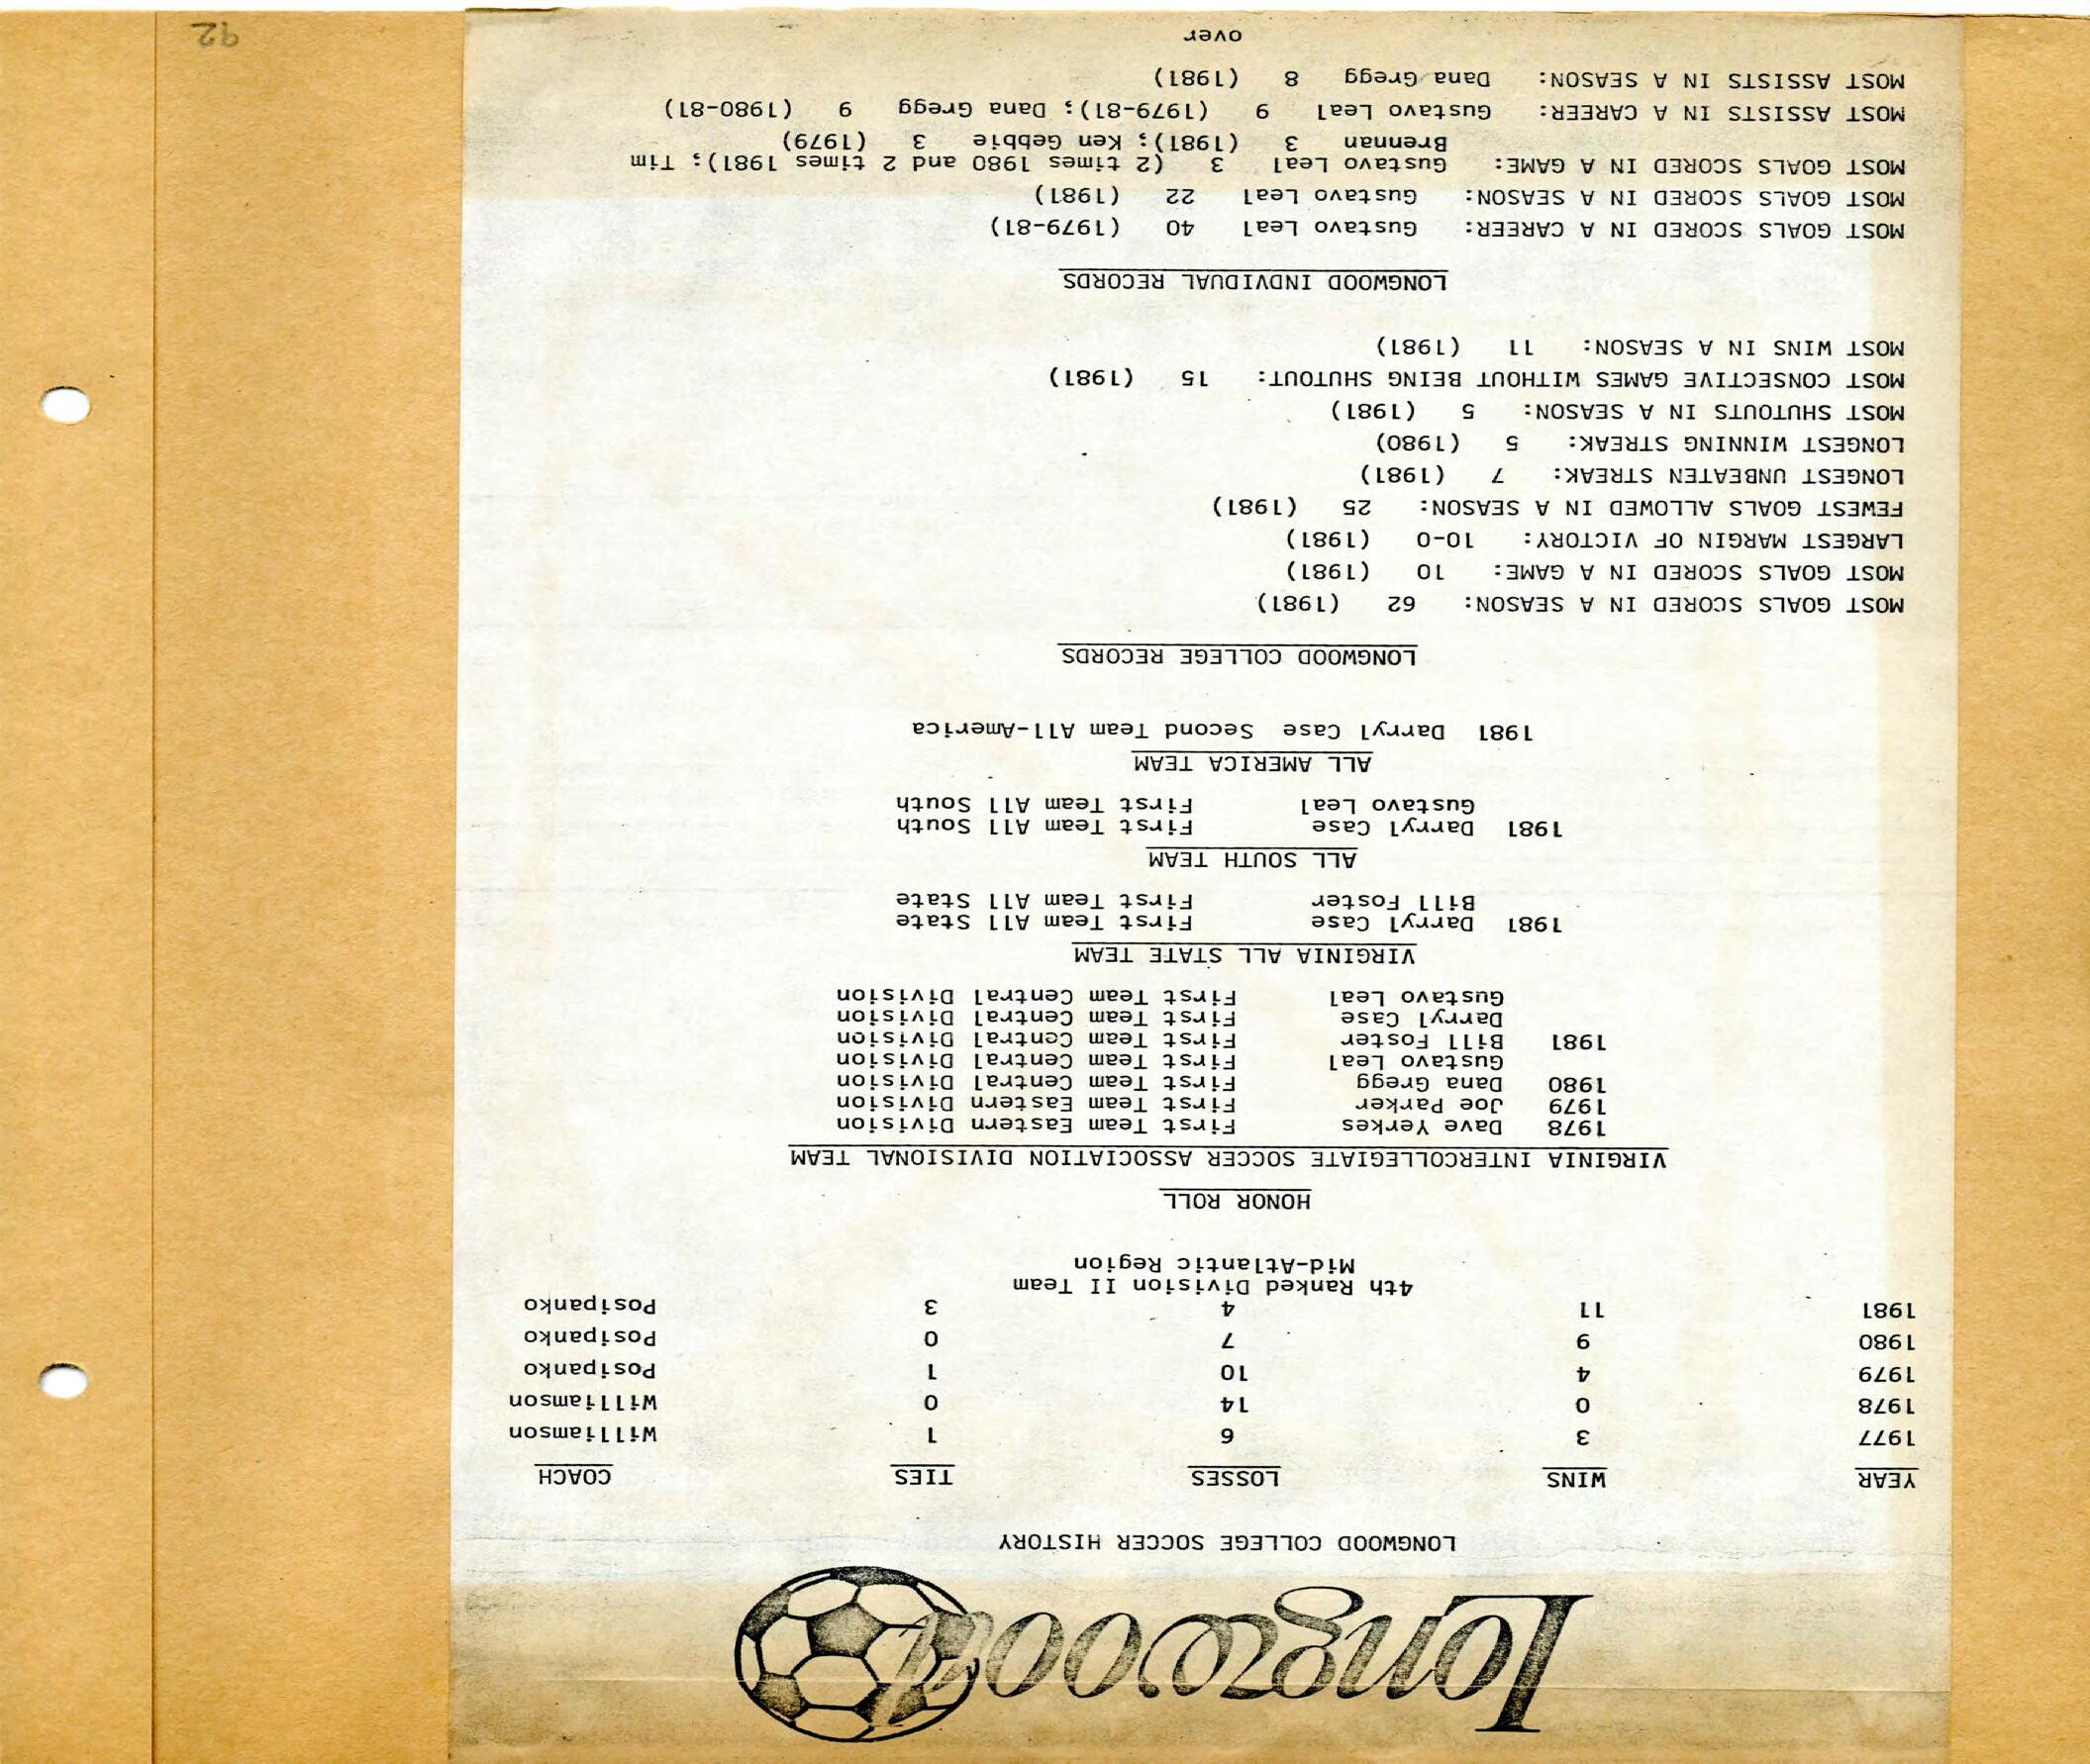 Longwood
LONGWOOD COLLEGE SOCCER HISTORY
YEAR WINS LOSSES TIES COACH
1977 3 6 1 Williamson
1978 0 14 0 Williamson
1979 4 10 1 Posipanko
1980 9 7 0 Posipanko
1981 11 4 3 Posipanko
4th Ranked Division II Team
Mid-Atlantic Region
HONOR ROLL
VIRGINIA INTERCOLLEGIATE SOCCER ASSOCIATION DIVISIONAL TEAM
1978 Dave Yerkes First Team Eastern Division
1979 Joe Parker First Team Eastern Division
1980 Dana Gregg First Team Central Division
Gustavo Leal First Team Central Division
1981 Bill Foster First Team Central Division
Darryl Case First Team Central Division
Gustavo Leal First Team Central Division
VIRGINIA ALL STATE TEAM
1981 Darryl Case First Team All State
Bill Foster First Team All State
ALL SOUTH TEAM
1981 Darryl Case First Team All South
Gustavo Leal First Team All South
ALL AMERICA TEAM
1981 Darryl Case Second Team All-America
LONGWOOD COLLEGE RECORDS
MOST GOALS SCORED IN A SEASON: 62 (1981)
MOST GOALS SCORED IN A GAME: 10 (1981)
LARGEST MARGIN OF VICTORY: 10-0 (1981)
FEWEST GOALS ALLOWED IN A SEASON: 25 (1981)
LONGEST UNBEATEN STREAK: 7 (1981)
LONGEST WINNING STREAK: 5 (1980)
MOST SHUTOUTS IN A SEASON: 5 (1981)
MOST CONSECTIVE GAMES WITHOUT BEING SHUTOUT: 15 (1981)
MOST WINS IN A SEASON: 11 (1981)
LONGWOOD INDVIDUAL RECORDS
MOST GOALS SCORED IN A CAREER: Gustavo Leal 40 (1979-81)
MOST GOALS SCORED IN A SEASON: Gustavo Leal 22 (1981)
MOST GOALS SCORED IN A GAME: Gustavo Leal 3 (2 times 1980 and 2 times 1981); Tim
Brennan 3 (1981); Ken Gebbie 3 (1979)
MOST ASSISTS IN A CAREER: Gustavo Leal 9 (1979-81); Dana Gregg 9 (1980-81)
MOST ASSISTS IN A SEASON: Dana Gregg 8 (1981)
over
92